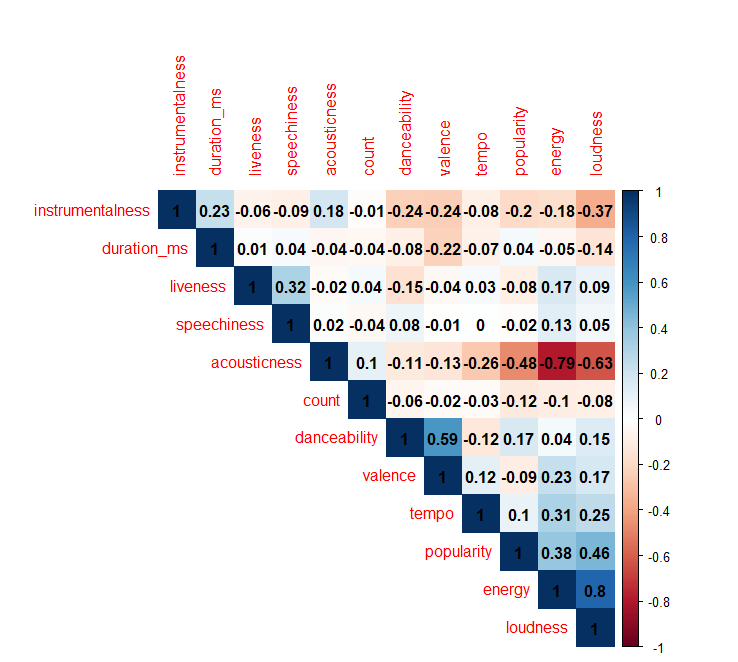 instrumentalness duration_ms liveness speechiness acousticness count danceability valence tempo popularity energy loudness
instrumentalness 1 0.23 -0.06 -0.09 0.18 -0.01 -0.24 -0.24 -0.08 -0.2 -0.18 -0.37
duration_ms 1 0.01 0.04 -0.04 -0.04 -0.08 -0.22 -0.07 0.04 -0.05 -0.14
liveness 1 0.32 -0.02 0.04 -0.15 -0.04 0.03 -0.08 0.17 0.09
speechiness 1 0.02 -0.04 0.08 -0.01 0 -0.02 0.13 0.05
acousticness 1 0.1 -0.11 -0.13 -0.26 -0.48 -0.79 -0.63
count 1 -0.06 -0.02 -0.03 -0.12 -0.1 -0.08
danceability 1 0.59 -0.12 0.17 0.04 0.15
valence 1 0.12 -0.09 0.23 0.17
tempo 1 0.1 0.31 0.25
popularity 1 0.38 0.46
energy 1 0.8
loudness 1
1
0.8
0.6
0.4
0.2
0
-0.2
-0.4
-0.6
-0.8
-1